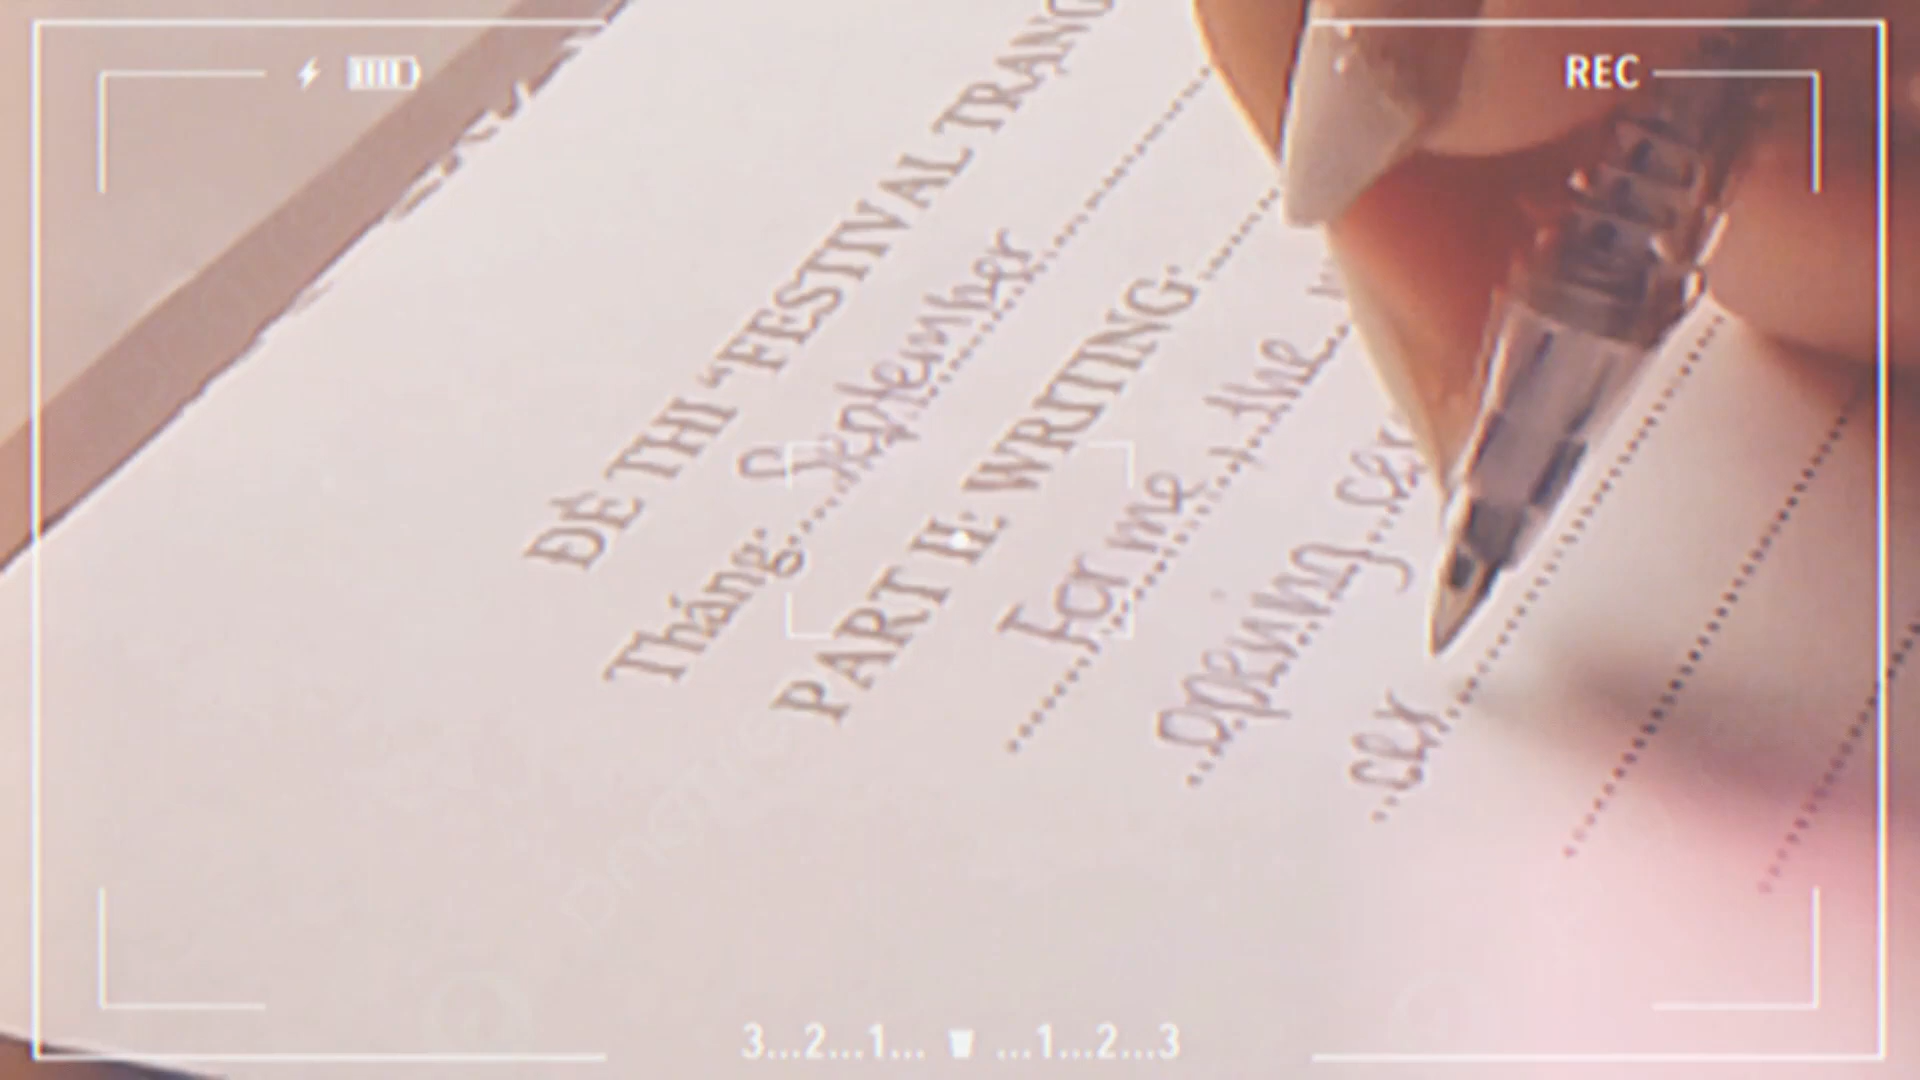 REC
ĐỀ THI “FESTIVAL TRANG
Tháng: September
PART II: WRITING:
For me, the
opening cer
cer
3...2...1... ...1...2...3